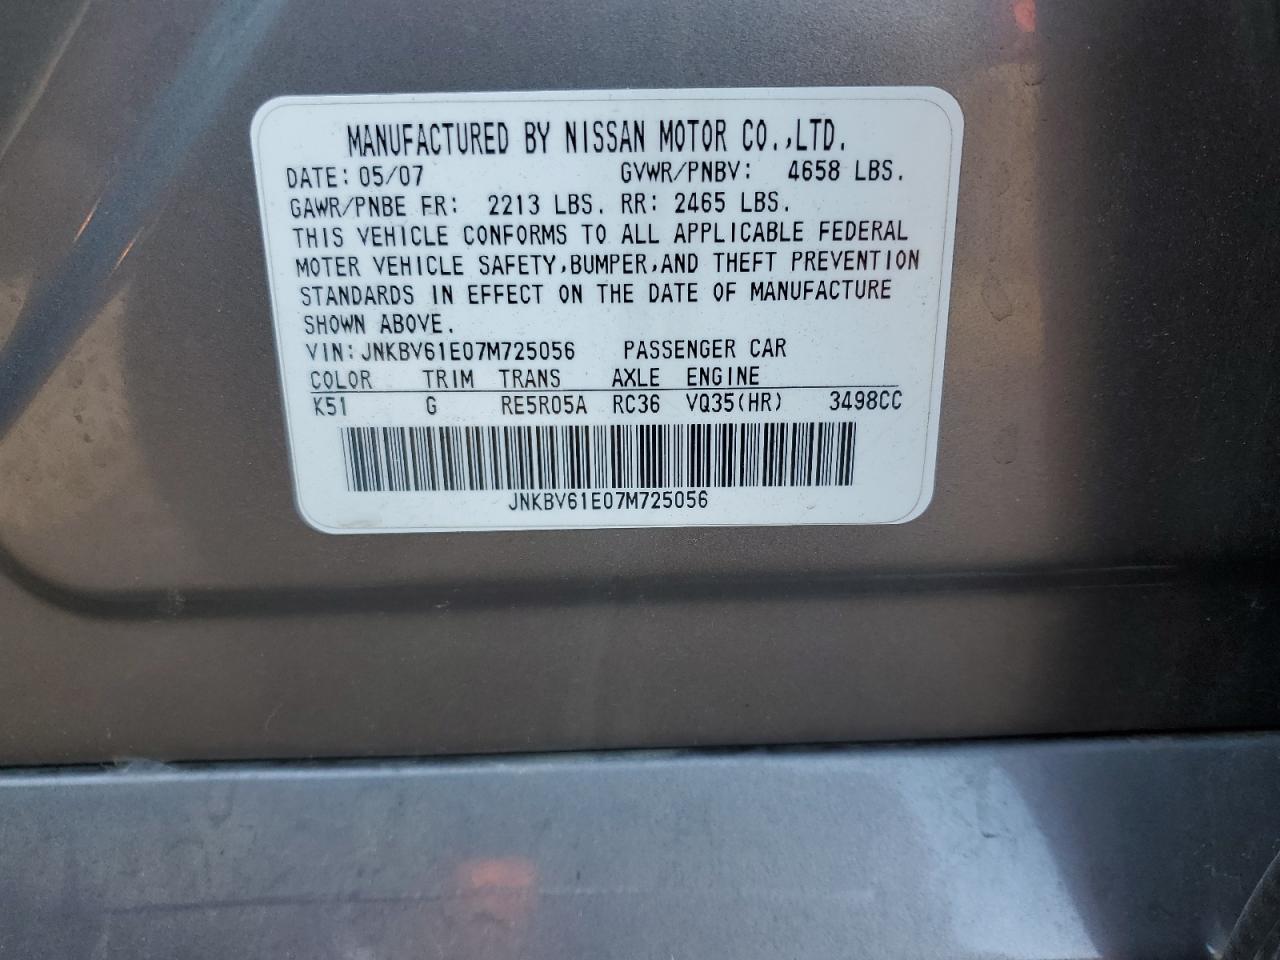 MANUFACTURED BY NISSAN MOTOR CO.,LTD.
DATE: 05/07 GVWR/PNBV: 4658 LBS.
GAWR/PNBE FR: 2213 LBS. RR: 2465 LBS.
THIS VEHICLE CONFORMS TO ALL APPLICABLE FEDERAL
MOTER VEHICLE SAFETY,BUMPER,AND THEFT PREVENTION
STANDARDS IN EFFECT ON THE DATE OF MANUFACTURE
SHOWN ABOVE.
VIN: JNKBV61E07M725056 PASSENGER CAR
COLOR TRIM TRANS AXLE ENGINE
K51 G RE5R05A RC36 VQ35(HR) 3498CC
JNKBV61E07M725056